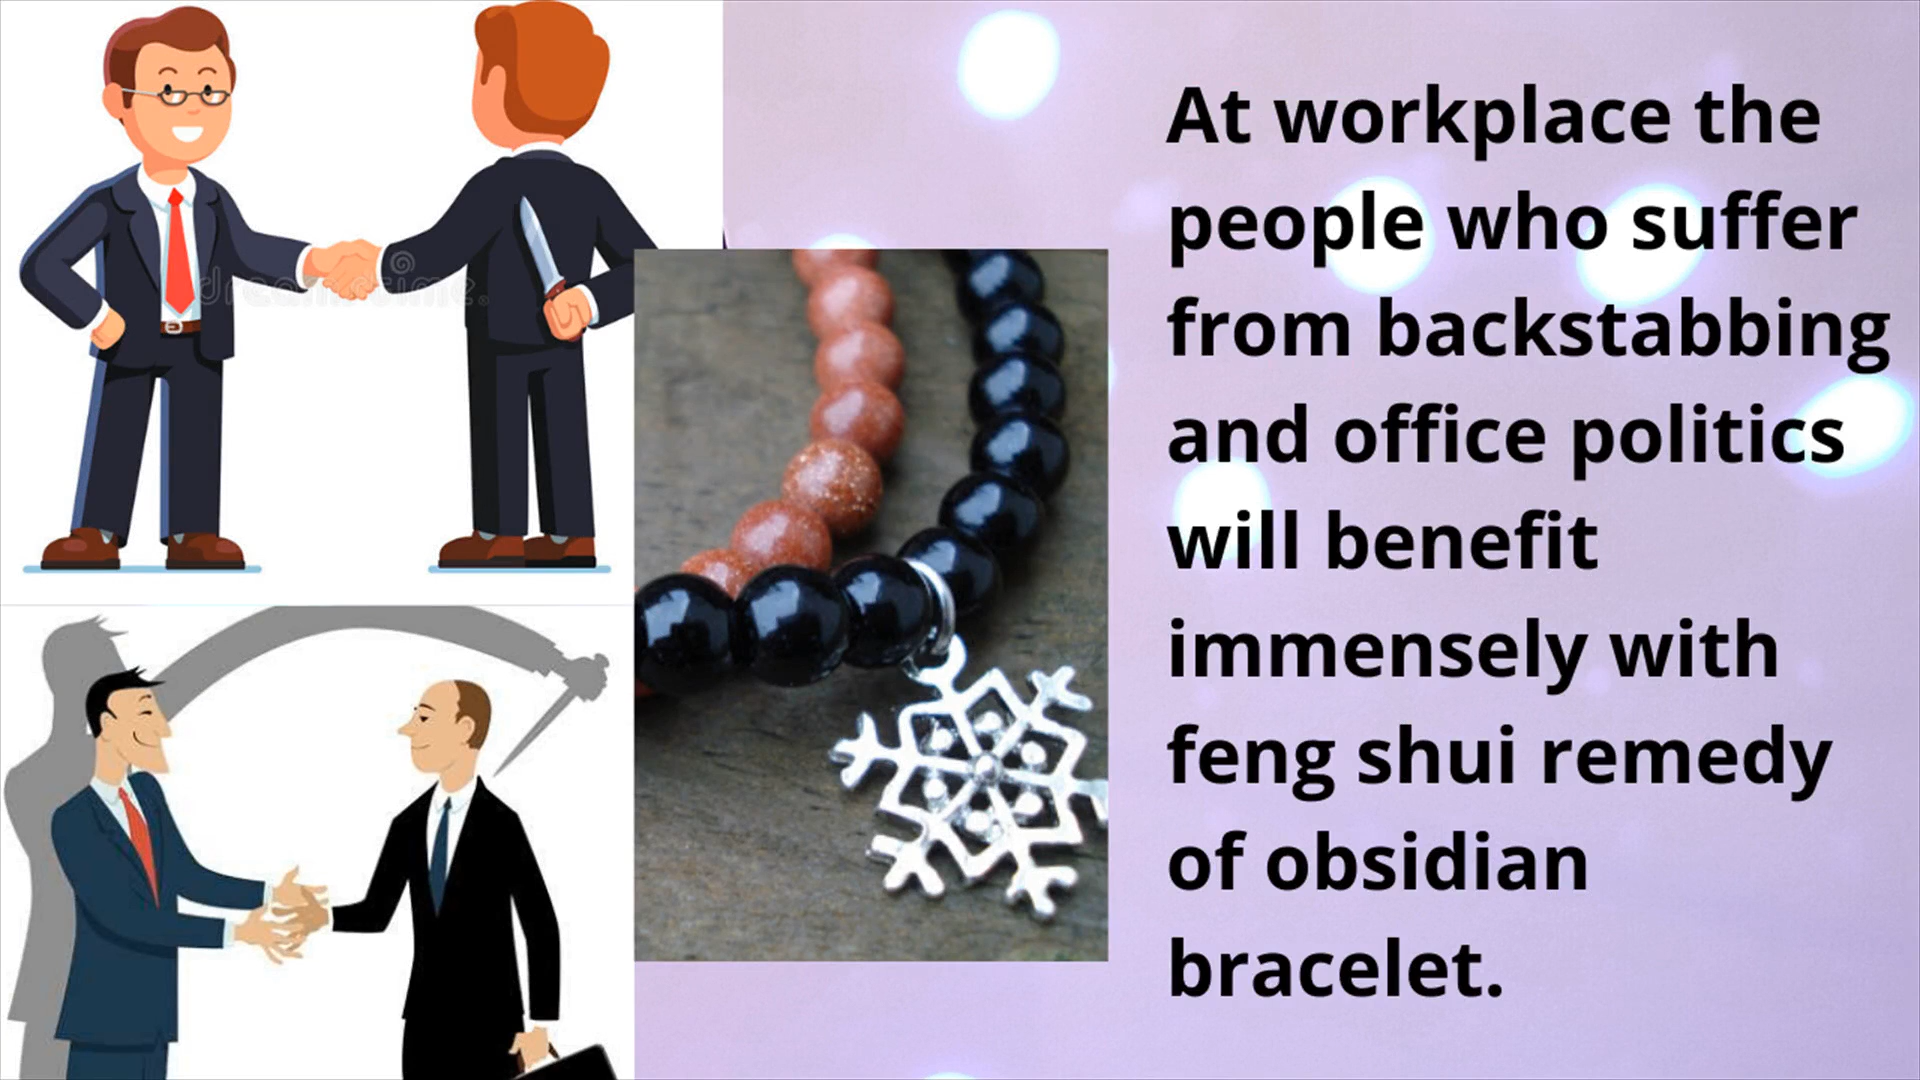 At workplace the
people who suffer
from backstabbing
and office politics
will benefit
immensely with
feng shui remedy
of obsidian
bracelet.
dreamstime.